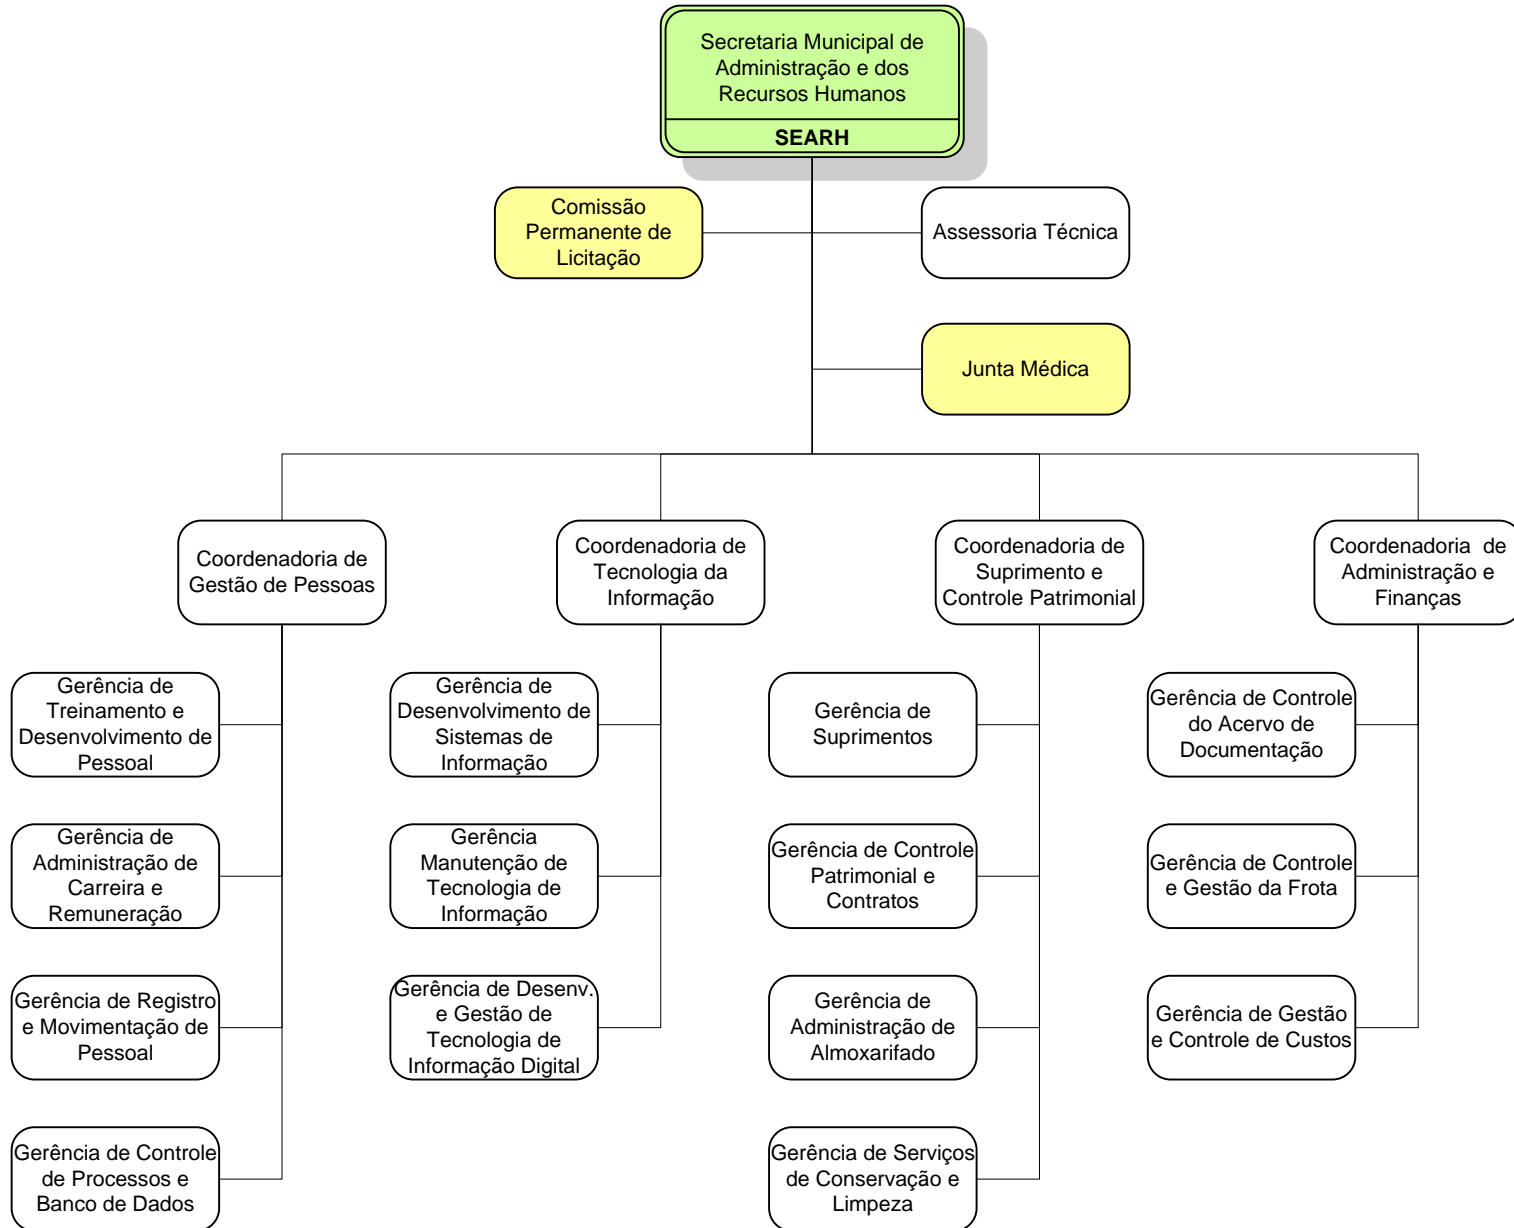 Secretaria Municipal de
Administração e dos
Recursos Humanos
SEARH
Comissão
Permanente de
Licitação
Assessoria Técnica
Junta Médica
Coordenadoria de
Gestão de Pessoas
Coordenadoria de
Tecnologia da
Informação
Coordenadoria de
Suprimento e
Controle Patrimonial
Coordenadoria de
Administração e
Finanças
Gerência de
Treinamento e
Desenvolvimento de
Pessoal
Gerência de
Desenvolvimento de
Sistemas de
Informação
Gerência de
Suprimentos
Gerência de Controle
do Acervo de
Documentação
Gerência de
Administração de
Carreira e
Remuneração
Gerência
Manutenção de
Tecnologia de
Informação
Gerência de Controle
Patrimonial e
Contratos
Gerência de Controle
e Gestão da Frota
Gerência de Registro
e Movimentação de
Pessoal
Gerência de Desenv.
e Gestão de
Tecnologia de
Informação Digital
Gerência de
Administração de
Almoxarifado
Gerência de Gestão
e Controle de Custos
Gerência de Controle
de Processos e
Banco de Dados
Gerência de Serviços
de Conservação e
Limpeza